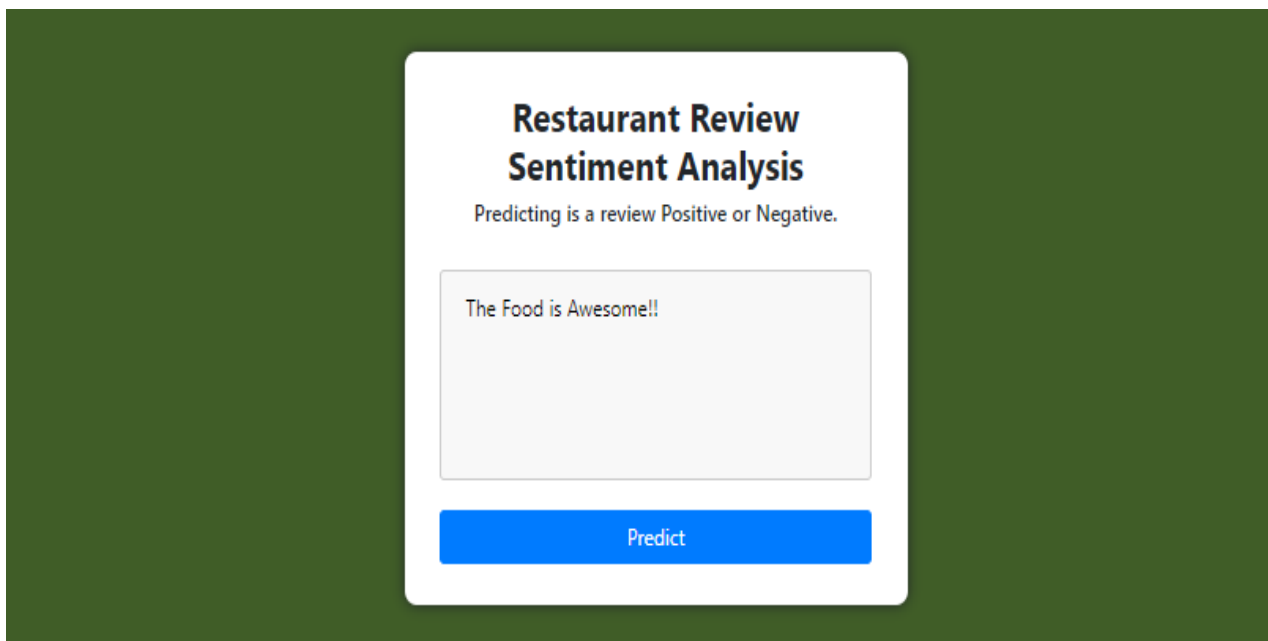 Restaurant Review
Sentiment Analysis
Predicting is a review Positive or Negative.
The Food is Awesome!!
Predict